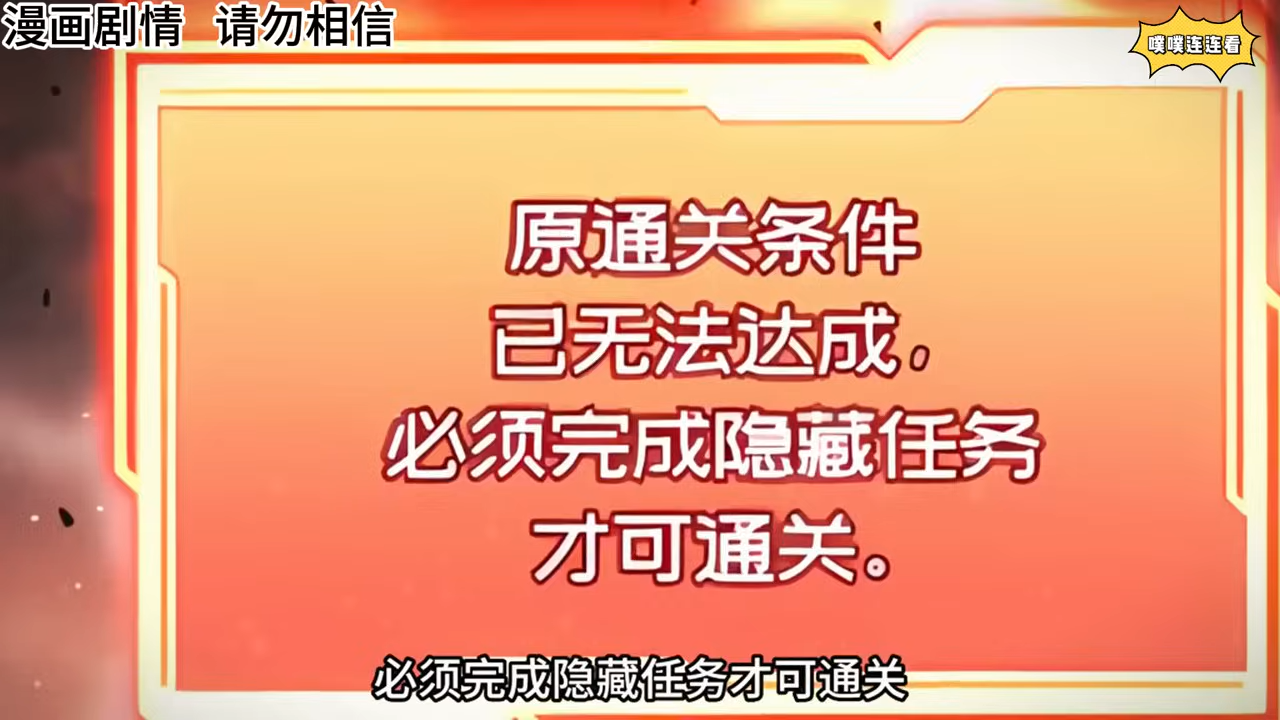 漫画剧情 请勿相信
噗噗连连看
原通关条件
已无法达成。
必须完成隐藏任务
才可通关。
必须完成隐藏任务才可通关